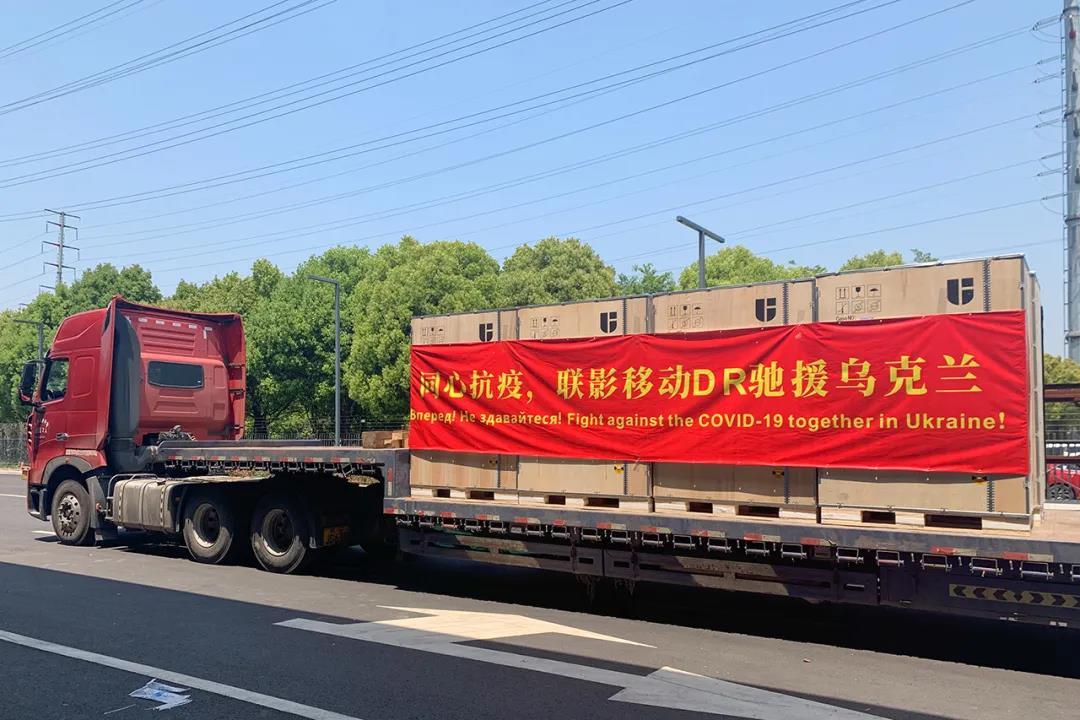 同心抗疫，联影移动DR驰援乌克兰
Вперед! Не здавайтеся! Fight against the COVID-19 together in Ukraine!